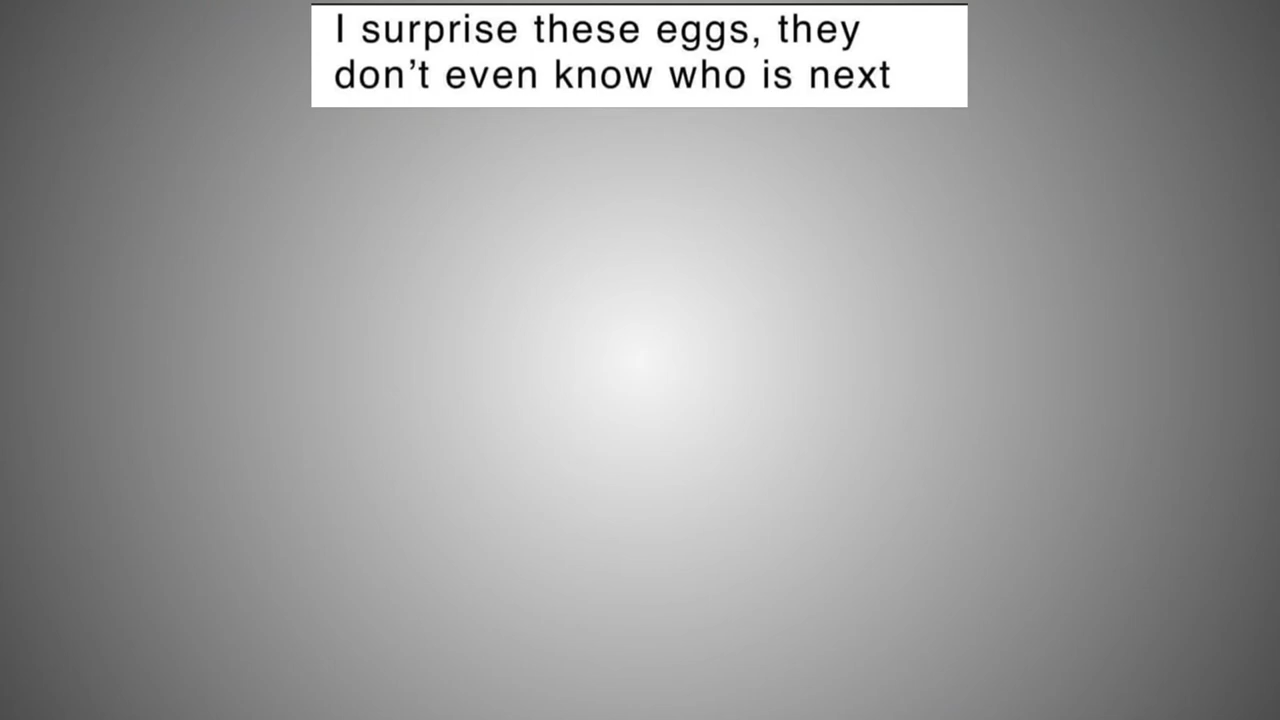 I surprise these eggs, they
don’t even know who is next